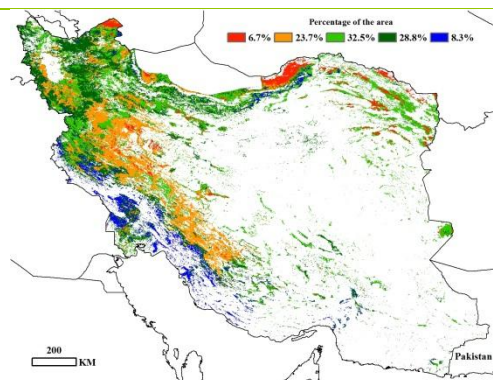 Percentage of the area
6.7% 23.7% 32.5% 28.8% 8.3%
200
KM
Pakistan